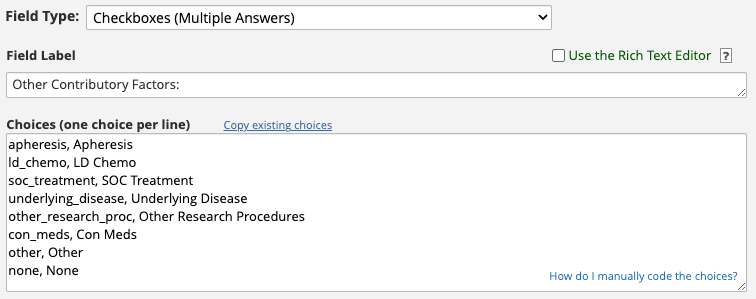 Field Type: Checkboxes (Multiple Answers)
Field Label Use the Rich Text Editor ?
Other Contributory Factors:
Choices (one choice per line) Copy existing choices
apheresis, Apheresis
ld_chemo, LD Chemo
soc_treatment, SOC Treatment
underlying_disease, Underlying Disease
other_research_proc, Other Research Procedures
con_meds, Con Meds
other, Other
none, None
How do I manually code the choices?